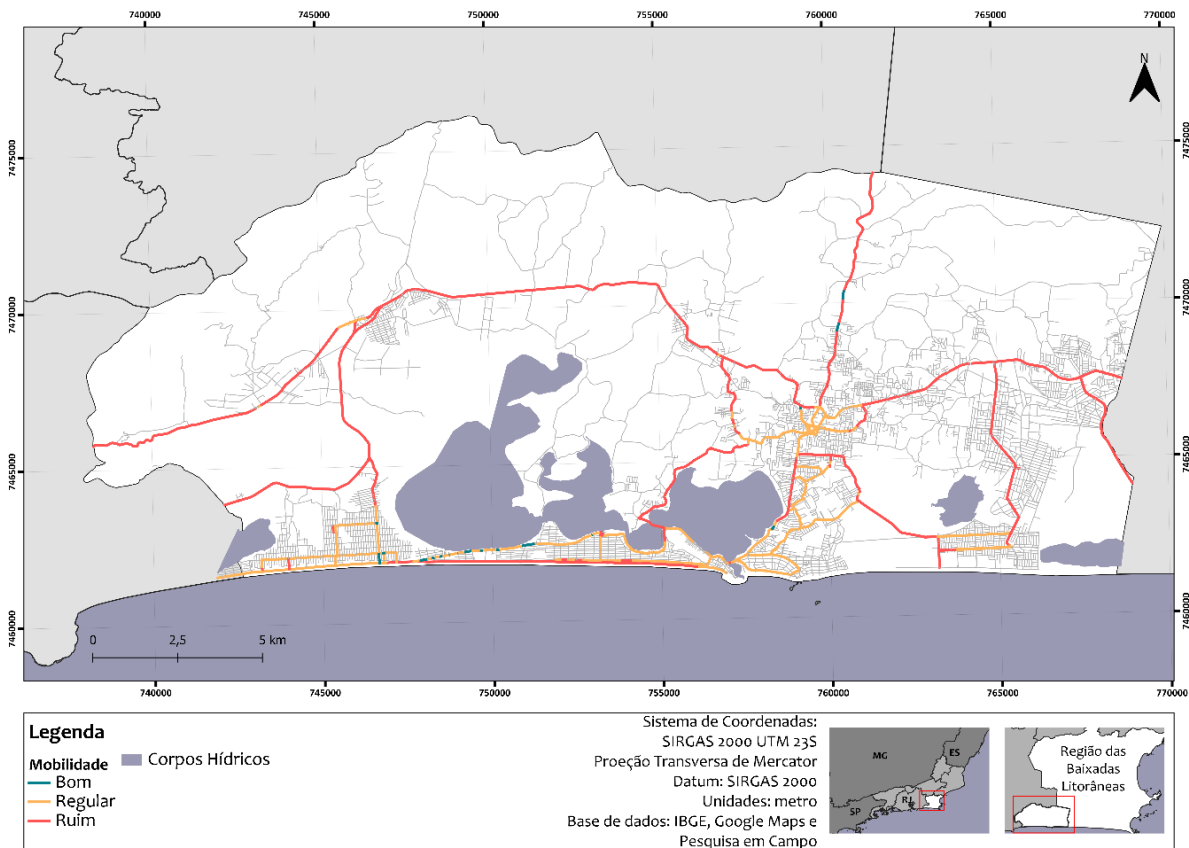 740000 745000 750000 755000 760000 765000 770000
N
7475000 7475000
7470000 7470000
7465000 7465000
7460000 7460000
0 2,5 5 km
740000 745000 750000 755000 760000 765000 770000
Legenda
Mobilidade
Bom
Regular
Ruim
Corpos Hídricos
Sistema de Coordenadas:
SIRGAS 2000 UTM 23S
Proeção Transversa de Mercator
Datum: SIRGAS 2000
Unidades: metro
Base de dados: IBGE, Google Maps e
Pesquisa em Campo
MG
ES
RJ
SP
Região das
Baixadas
Litorâneas